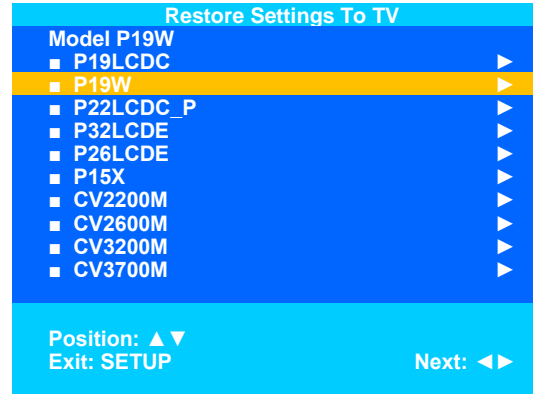 Restore Settings To TV
Model P19W
■ P19LCDC ►
■ P19W ►
■ P22LCDC_P ►
■ P32LCDE ►
■ P26LCDE ►
■ P15X ►
■ CV2200M ►
■ CV2600M ►
■ CV3200M ►
■ CV3700M ►
Position: ▲▼
Exit: SETUP Next: ◄►